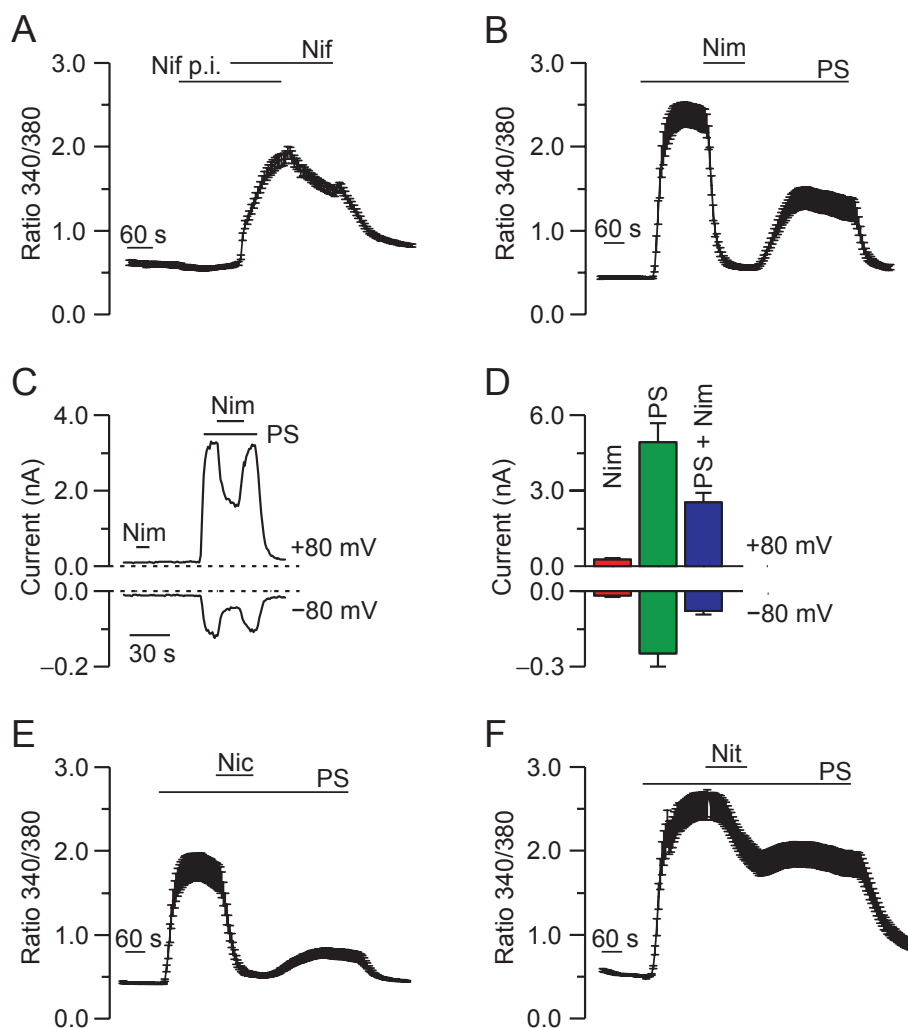 A
Nif
Nif p.i.
3.0
2.0
1.0
0.0
Ratio 340/380
60 s
B
Nim
PS
3.0
2.0
1.0
0.0
Ratio 340/380
60 s
C
Nim
PS
4.0
2.0
0.0
0.0
−0.2
Current (nA)
Nim
+80 mV
−80 mV
30 s
D
6.0
3.0
0.0
0.0
−0.3
Current (nA)
Nim
PS
PS + Nim
+80 mV
−80 mV
E
Nic
PS
3.0
2.0
1.0
0.0
Ratio 340/380
60 s
F
Nit
PS
3.0
2.0
1.0
0.0
Ratio 340/380
60 s